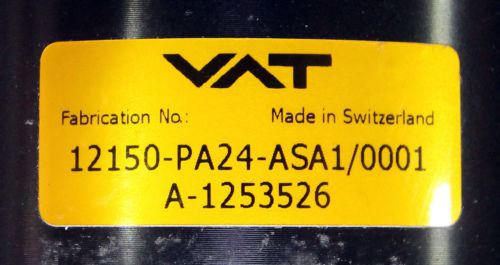 VAT
Fabrication No.: Made in Switzerland
12150-PA24-ASA1/0001
A-1253526